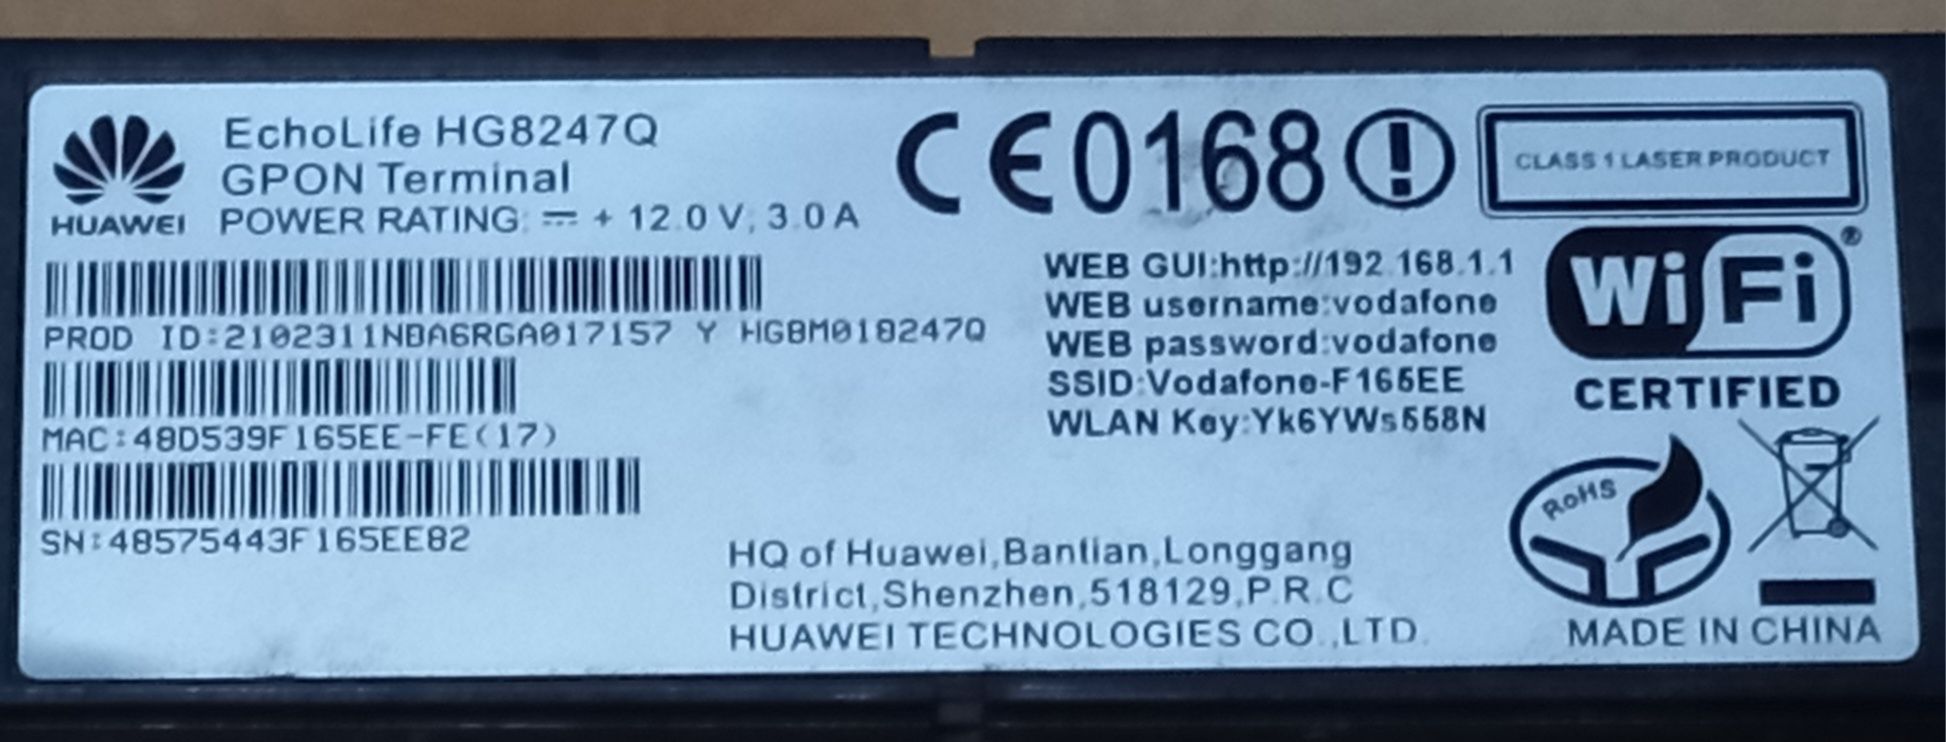 HUAWEI
EchoLife HG8247Q
GPON Terminal
POWER RATING: ⎓ + 12.0 V, 3.0 A
CE0168
CLASS 1 LASER PRODUCT
PROD ID:2102311NBA6RGA017157 Y HGBM018247Q
MAC:48D539F165EE-FE(17)
SN:48575443F165EE82
WEB GUI:http://192.168.1.1
WEB username:vodafone
WEB password:vodafone
SSID:Vodafone-F165EE
WLAN Key:
WiFi®
CERTIFIED
RoHS
HQ of Huawei,Bantian,Longgang
District,Shenzhen,518129,P.R.C
HUAWEI TECHNOLOGIES CO.,LTD.
MADE IN CHINA